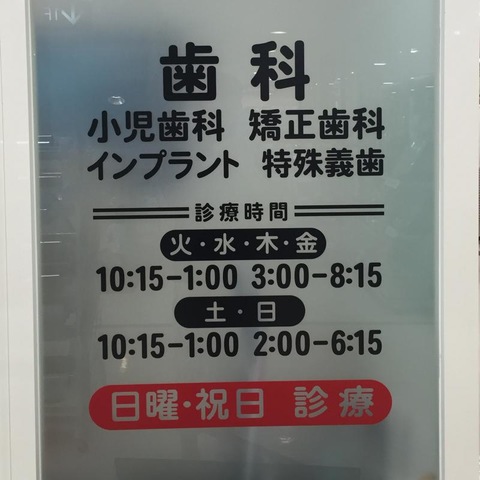 歯科
小児歯科 矯正歯科
インプラント 特殊義歯
診療時間
火・水・木・金
10:15-1:00 3:00-8:15
土・日
10:15-1:00 2:00-6:15
日曜・祝日 診療